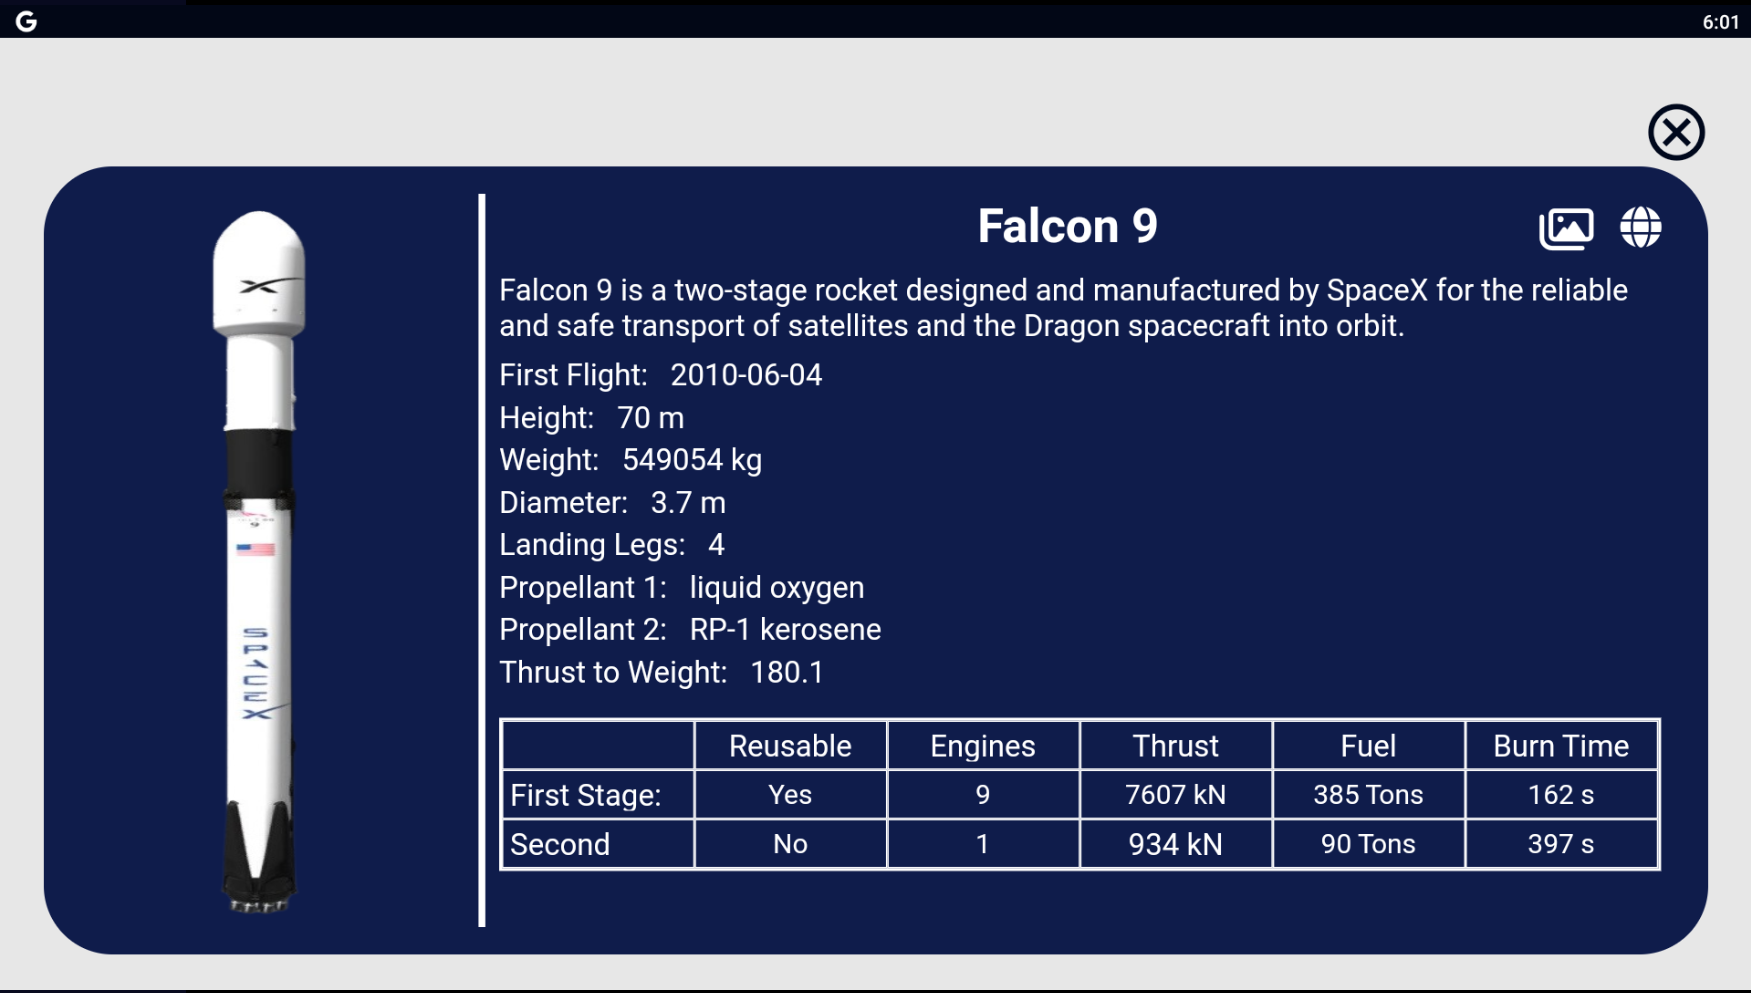 G
6:01
Falcon 9
Falcon 9 is a two-stage rocket designed and manufactured by SpaceX for the reliable
and safe transport of satellites and the Dragon spacecraft into orbit.
First Flight: 2010-06-04
Height: 70 m
Weight: 549054 kg
Diameter: 3.7 m
Landing Legs: 4
Propellant 1: liquid oxygen
Propellant 2: RP-1 kerosene
Thrust to Weight: 180.1
Reusable Engines Thrust Fuel Burn Time
First Stage: Yes 9 7607 kN 385 Tons 162 s
Second No 1 934 kN 90 Tons 397 s
X
9
SPACEX